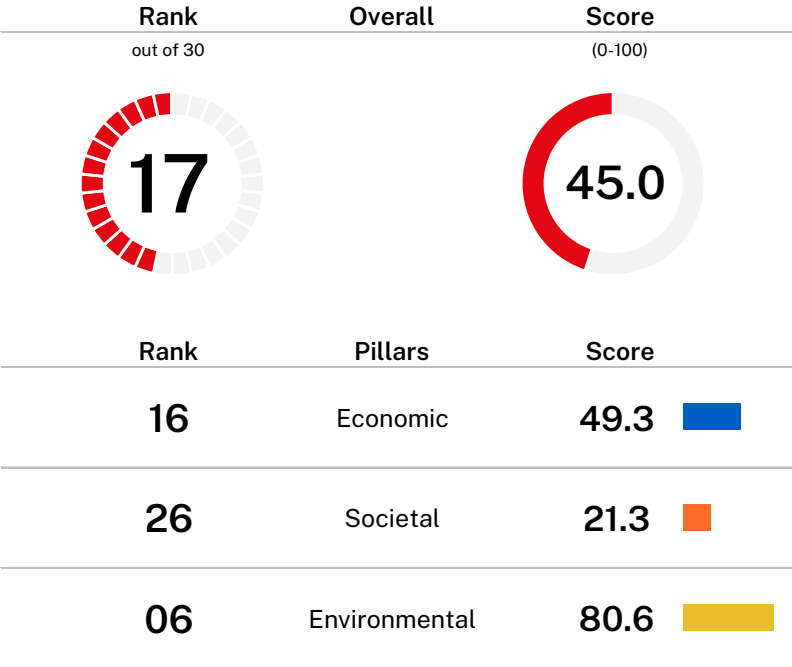 Rank Overall Score
out of 30 (0-100)
17 45.0
Rank Pillars Score
16 Economic 49.3
26 Societal 21.3
06 Environmental 80.6